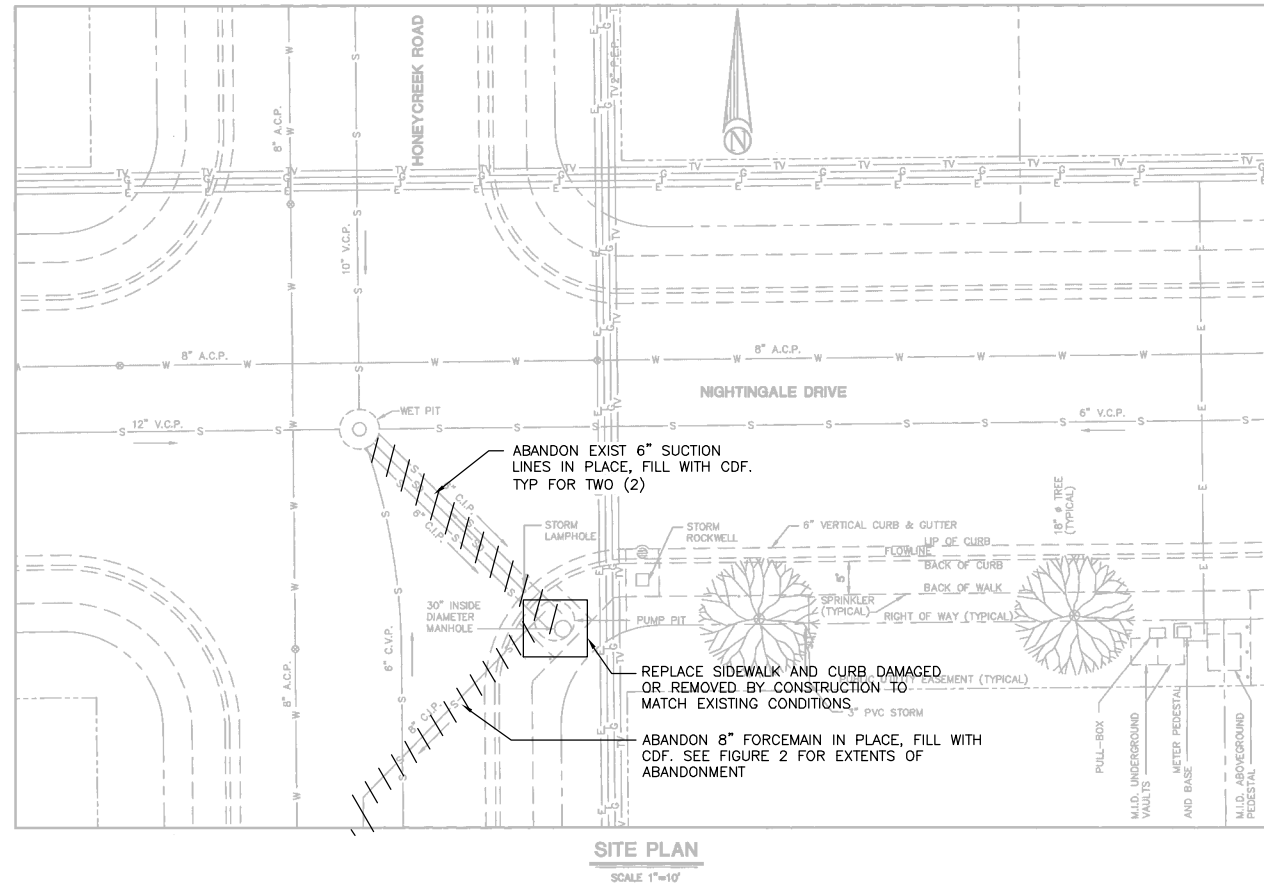 HONEYCREEK ROAD
8" A.C.P.
10" V.C.P.
2" P.E.P.
N
8" A.C.P.
8" A.C.P.
NIGHTINGALE DRIVE
WET PIT
12" V.C.P.
6" V.C.P.
ABANDON EXIST 6" SUCTION
LINES IN PLACE, FILL WITH CDF.
TYP FOR TWO (2)
C.I.P.
C.I.P.
STORM
LAMPHOLE
STORM
ROCKWELL
6" VERTICAL CURB & GUTTER
18" ø TREE
(TYPICAL)
LIP OF CURB
FLOWLINE
BACK OF CURB
5'
BACK OF WALK
SPRINKLER
(TYPICAL)
RIGHT OF WAY (TYPICAL)
30" INSIDE
DIAMETER
MANHOLE
PUMP PIT
6" C.V.P.
8" A.C.P.
8" C.I.P.
REPLACE SIDEWALK AND CURB DAMAGED
OR REMOVED BY CONSTRUCTION TO
MATCH EXISTING CONDITIONS
PUBLIC UTILITY EASEMENT (TYPICAL)
3" PVC STORM
ABANDON 8" FORCEMAIN IN PLACE, FILL WITH
CDF. SEE FIGURE 2 FOR EXTENTS OF
ABANDONMENT
PULL-BOX
M.I.D. UNDERGROUND
VAULTS
METER PEDESTAL
AND BASE
M.I.D. ABOVEGROUND
PEDESTAL
SITE PLAN
SCALE 1"=10'